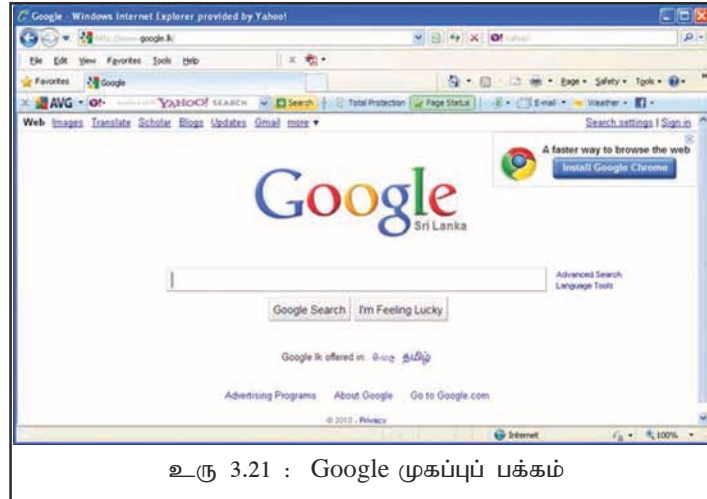 Google - Windows Internet Explorer provided by Yahoo!
google.lk
File Edit View Favorites Tools Help
Favorites Google
Page Safety Tools
AVG YAHOO! SEARCH Search Total Protection Page Status E-mail Weather
Web Images Translate Scholar Blogs Updates Gmail more ▼ Search settings | Sign in
A faster way to browse the web
Install Google Chrome
Google
Sri Lanka
Advanced Search
Language Tools
Google Search I'm Feeling Lucky
Google lk offered in: සිංහල தமிழ்
Advertising Programs About Google Go to Google.com
© 2010 - Privacy
Internet 100%
உரு 3.21 : Google முகப்புப் பக்கம்